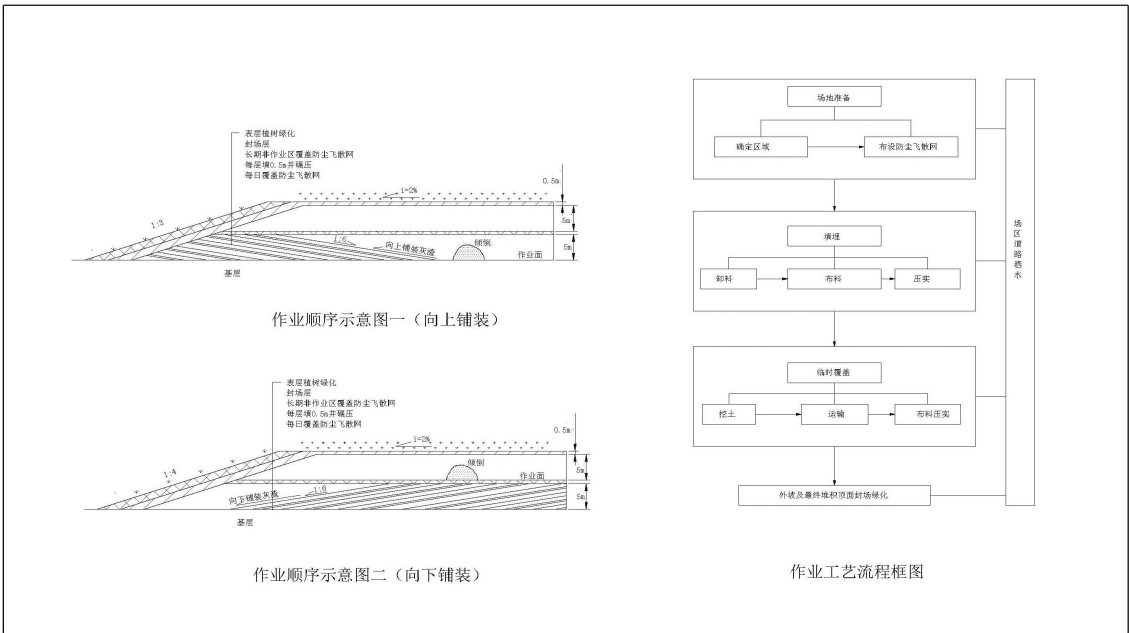 表层植树绿化
封场层
长期非作业区覆盖防尘飞散网
每层填0.5m并碾压
每日覆盖防尘飞散网
i=2%
0.5m
1:3
5m
1:6
向上铺装灰渣
倾倒
作业面
5m
基层
作业顺序示意图一（向上铺装）
表层植树绿化
封场层
长期非作业区覆盖防尘飞散网
每层填0.5m并碾压
每日覆盖防尘飞散网
i=2%
0.5m
1:4
倾倒
5m
作业面
向下铺装灰渣
1:6
5m
基层
作业顺序示意图二（向下铺装）
场地准备
确定区域
布设防尘飞散网
填埋
卸料
布料
压实
临时覆盖
挖土
运输
布料压实
外坡及最终堆积顶面封场绿化
场区道路洒水
作业工艺流程框图